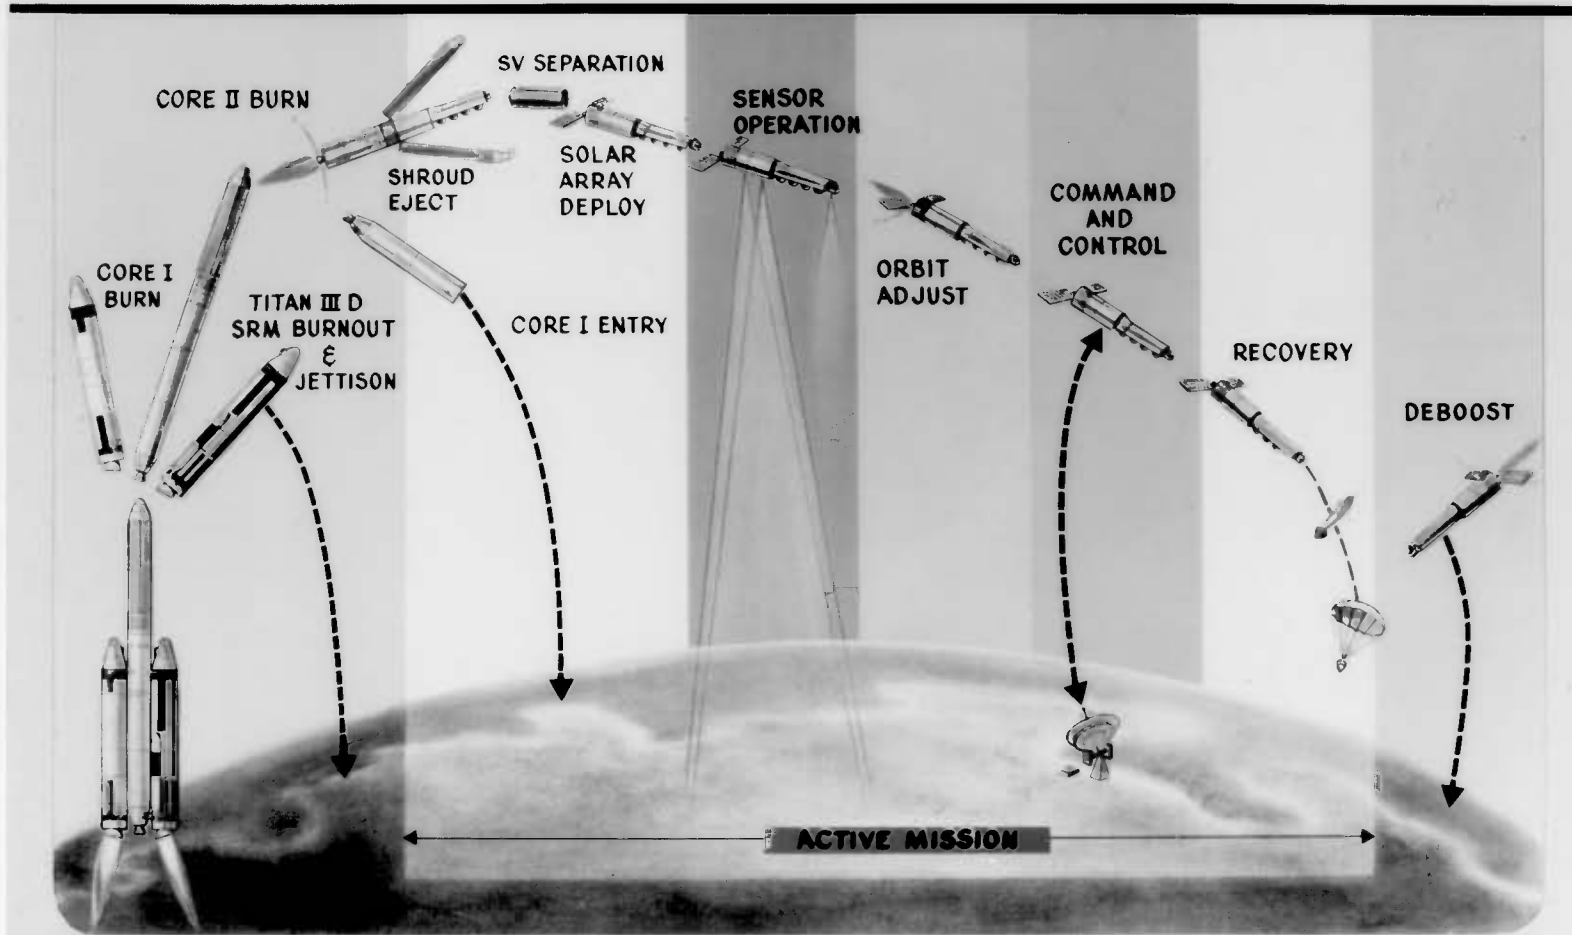 CORE I
BURN
TITAN III D
SRM BURNOUT
&
JETTISON
CORE II BURN
SHROUD
EJECT
CORE I ENTRY
SV SEPARATION
SOLAR
ARRAY
DEPLOY
SENSOR
OPERATION
ORBIT
ADJUST
COMMAND
AND
CONTROL
RECOVERY
DEBOOST
ACTIVE MISSION